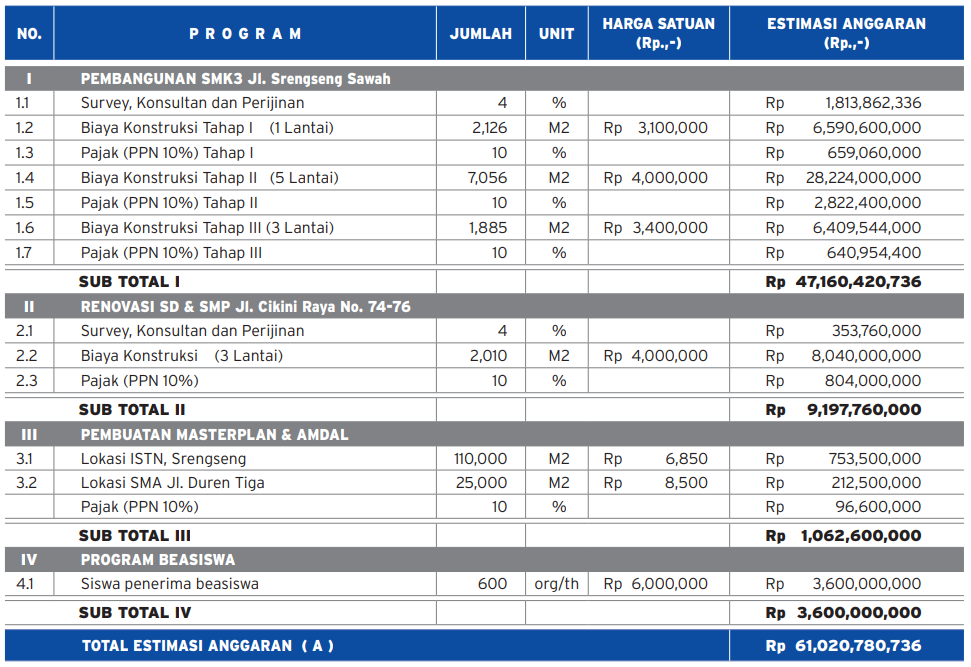 NO. PROGRAM JUMLAH UNIT HARGA SATUAN (Rp.,-) ESTIMASI ANGGARAN (Rp.,-)
I PEMBANGUNAN SMK3 Jl. Srengseng Sawah
1.1 Survey, Konsultan dan Perijinan 4 % Rp 1,813,862,336
1.2 Biaya Konstruksi Tahap I (1 Lantai) 2,126 M2 Rp 3,100,000 Rp 6,590,600,000
1.3 Pajak (PPN 10%) Tahap I 10 % Rp 659,060,000
1.4 Biaya Konstruksi Tahap II (5 Lantai) 7,056 M2 Rp 4,000,000 Rp 28,224,000,000
1.5 Pajak (PPN 10%) Tahap II 10 % Rp 2,822,400,000
1.6 Biaya Konstruksi Tahap III (3 Lantai) 1,885 M2 Rp 3,400,000 Rp 6,409,544,000
1.7 Pajak (PPN 10%) Tahap III 10 % Rp 640,954,400
SUB TOTAL I Rp 47,160,420,736
II RENOVASI SD & SMP Jl. Cikini Raya No. 74-76
2.1 Survey, Konsultan dan Perijinan 4 % Rp 353,760,000
2.2 Biaya Konstruksi (3 Lantai) 2,010 M2 Rp 4,000,000 Rp 8,040,000,000
2.3 Pajak (PPN 10%) 10 % Rp 804,000,000
SUB TOTAL II Rp 9,197,760,000
III PEMBUATAN MASTERPLAN & AMDAL
3.1 Lokasi ISTN, Srengseng 110,000 M2 Rp 6,850 Rp 753,500,000
3.2 Lokasi SMA Jl. Duren Tiga 25,000 M2 Rp 8,500 Rp 212,500,000
Pajak (PPN 10%) 10 % Rp 96,600,000
SUB TOTAL III Rp 1,062,600,000
IV PROGRAM BEASISWA
4.1 Siswa penerima beasiswa 600 org/th Rp 6,000,000 Rp 3,600,000,000
SUB TOTAL IV Rp 3,600,000,000
TOTAL ESTIMASI ANGGARAN ( A ) Rp 61,020,780,736